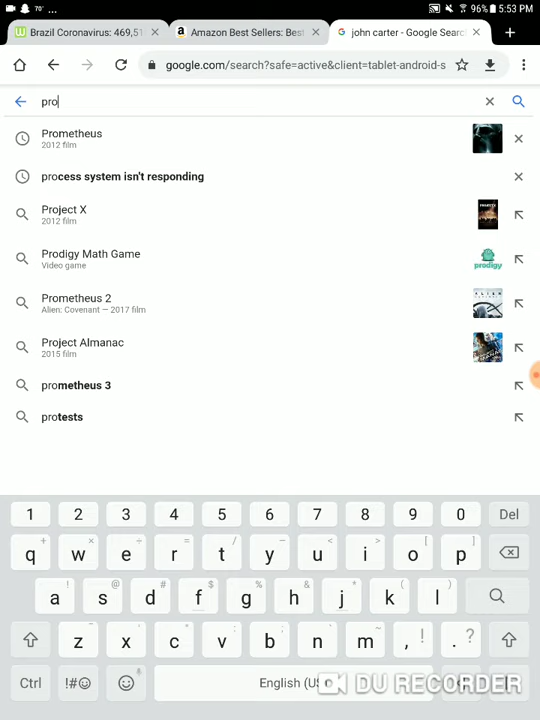 70° ...
96% 5:53 PM
Brazil Coronavirus: 469,51
Amazon Best Sellers: Best
john carter - Google Searc
google.com/search?safe=active&client=tablet-android-s
pro
Prometheus
2012 film
process system isn't responding
Project X
2012 film
Prodigy Math Game
Video game
prodigy
Prometheus 2
Alien: Covenant — 2017 film
Project Almanac
2015 film
prometheus 3
protests
1 2 3 4 5 6 7 8 9 0 Del
q w e r t y u i o p
a s d f g h j k l
z x c v b n m , ! . ?
Ctrl !#☺ English (US)
DU RECORDER